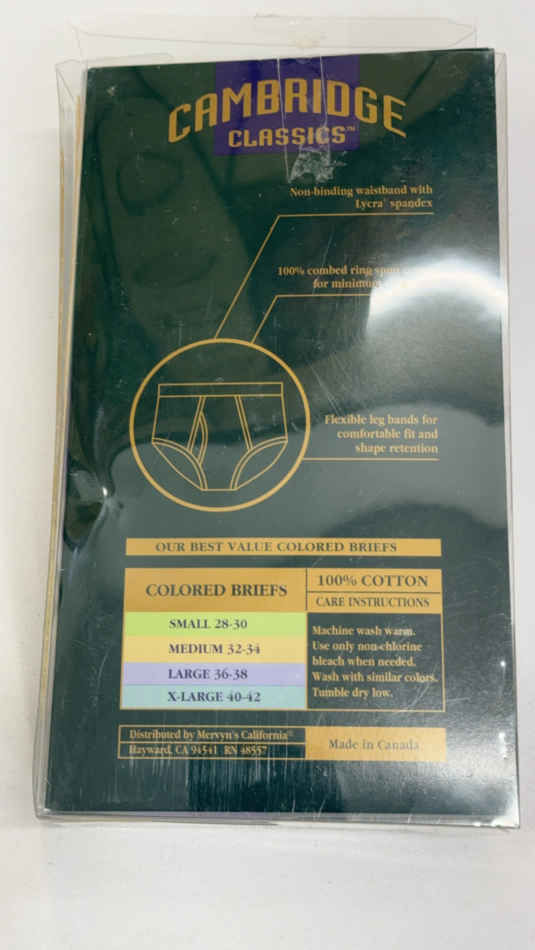 CAMBRIDGE
CLASSICS™
Non-binding waistband with
Lycra® spandex
100% combed ring spun
for minimum
Flexible leg bands for
comfortable fit and
shape retention
OUR BEST VALUE COLORED BRIEFS
COLORED BRIEFS
SMALL 28-30
MEDIUM 32-34
LARGE 36-38
X-LARGE 40-42
100% COTTON
CARE INSTRUCTIONS
Machine wash warm.
Use only non-chlorine
bleach when needed.
Wash with similar colors.
Tumble dry low.
Distributed by Mervyn's California®
Hayward, CA 94541 RN 48557
Made in Canada